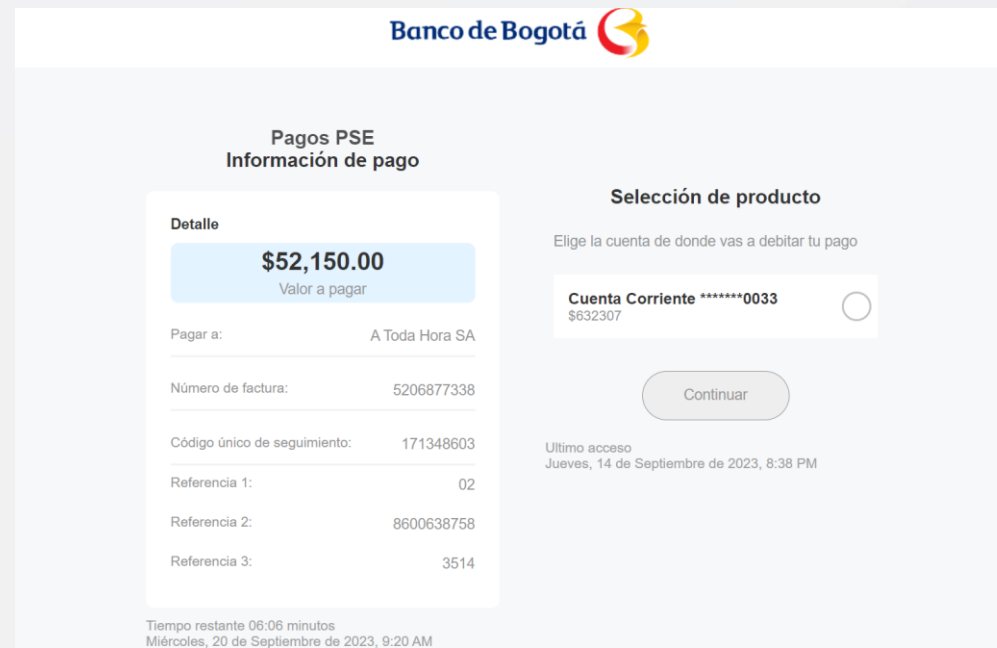 Banco de Bogotá
Pagos PSE
Información de pago
Detalle
$52,150.00
Valor a pagar
Pagar a: A Toda Hora SA
Número de factura: 5206877338
Código único de seguimiento: 171348603
Referencia 1: 02
Referencia 2: 8600638758
Referencia 3: 3514
Tiempo restante 06:06 minutos
Miércoles, 20 de Septiembre de 2023, 9:20 AM
Selección de producto
Elige la cuenta de donde vas a debitar tu pago
Cuenta Corriente *******0033
$632307
Continuar
Ultimo acceso
Jueves, 14 de Septiembre de 2023, 8:38 PM